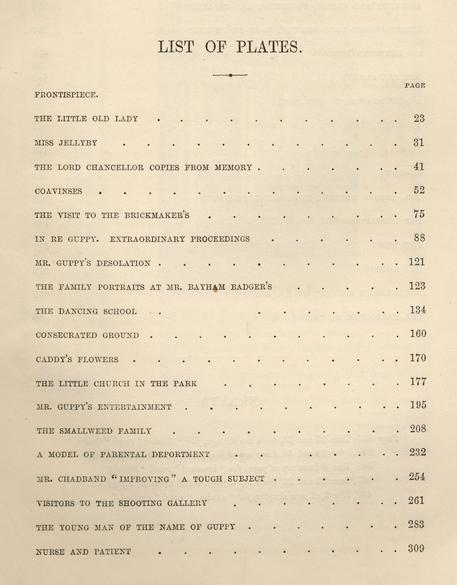 LIST OF PLATES.
PAGE
FRONTISPIECE.
THE LITTLE OLD LADY . . . . . . . . . . . 23
MISS JELLYBY . . . . . . . . . . . . 31
THE LORD CHANCELLOR COPIES FROM MEMORY . . . . . . . 41
COAVINSES . . . . . . . . . . . . . 52
THE VISIT TO THE BRICKMAKER'S . . . . . . . . . 75
IN RE GUPPY. EXTRAORDINARY PROCEEDINGS . . . . . . 88
MR. GUPPY'S DESOLATION . . . . . . . . . . . 121
THE FAMILY PORTRAITS AT MR. BAYHAM BADGER'S . . . . . 123
THE DANCING SCHOOL . . . . . . . 134
CONSECRATED GROUND . . . . . . . . . . . 160
CADDY'S FLOWERS . . . . . . . . . . . . 170
THE LITTLE CHURCH IN THE PARK . . . . . . . 177
MR. GUPPY'S ENTERTAINMENT . . . . . . . . . . 195
THE SMALLWEED FAMILY . . . . . . . . . . 208
A MODEL OF PARENTAL DEPORTMENT . . . . . . . 232
MR. CHADBAND "IMPROVING" A TOUGH SUBJECT . . . . . . 254
VISITORS TO THE SHOOTING GALLERY . . . . . . . 261
THE YOUNG MAN OF THE NAME OF GUPPY . . . . . . . 283
NURSE AND PATIENT . . . . . . . . . . . 309